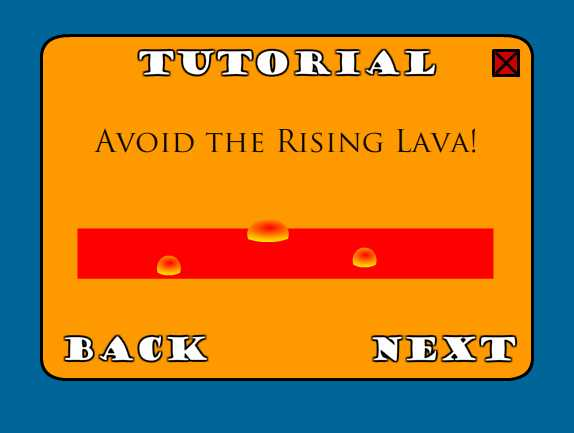 TUTORIAL
Avoid the Rising Lava!
BACK
NEXT